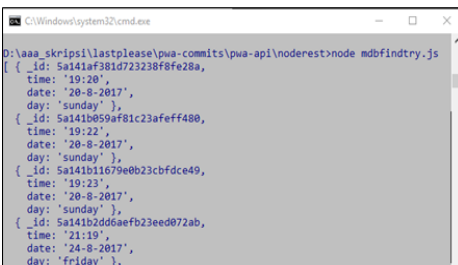 C:\Windows\system32\cmd.exe
D:\aaa_skripsi\lastplease\pwa-commits\pwa-api\noderest>node mdbfindtry.js
[ { _id: 5a141af381d723238f8fe28a,
time: '19:20',
date: '20-8-2017',
day: 'sunday' },
{ _id: 5a141b059af81c23afeff480,
time: '19:22',
date: '20-8-2017',
day: 'sunday' },
{ _id: 5a141b11679e0b23cbfdce49,
time: '19:23',
date: '20-8-2017',
day: 'sunday' },
{ _id: 5a141b2dd6aefb23eed072ab,
time: '21:19',
date: '24-8-2017',
day: 'friday' },